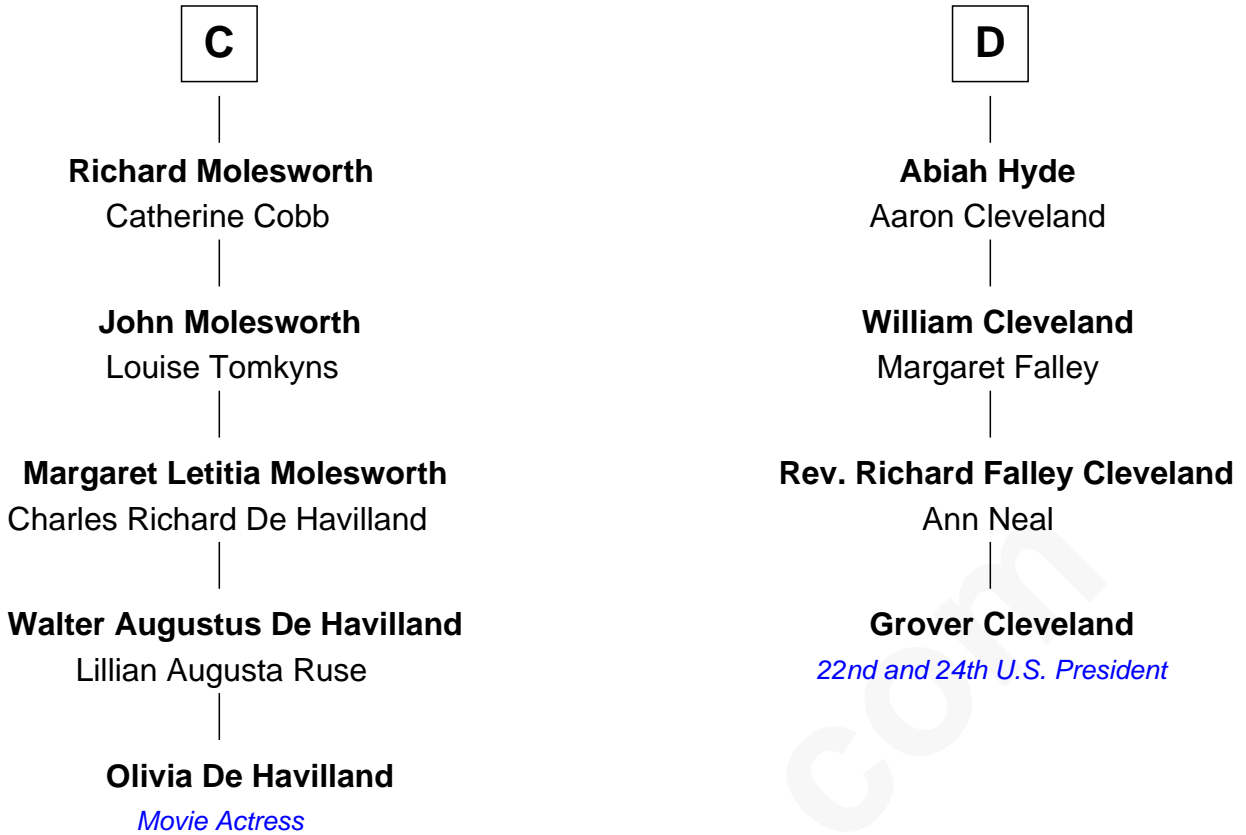 C
Richard Molesworth
Catherine Cobb
John Molesworth
Louise Tomkyns
Margaret Letitia Molesworth
Charles Richard De Havilland
Walter Augustus De Havilland
Lillian Augusta Ruse
Olivia De Havilland
Movie Actress
D
Abiah Hyde
Aaron Cleveland
William Cleveland
Margaret Falley
Rev. Richard Falley Cleveland
Ann Neal
Grover Cleveland
22nd and 24th U.S. President
com